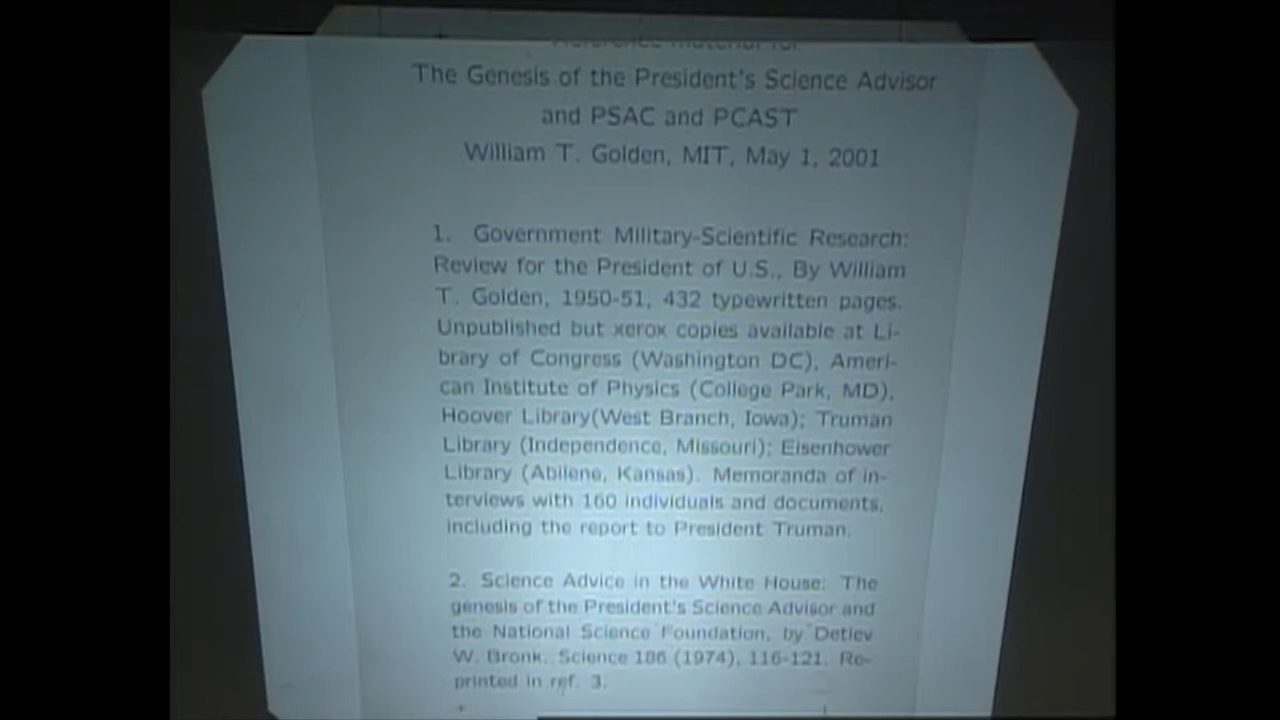 Reference Material for
The Genesis of the President's Science Advisor
and PSAC and PCAST
William T. Golden, MIT, May 1, 2001
1. Government Military-Scientific Research:
Review for the President of U.S., By William
T. Golden, 1950-51, 432 typewritten pages.
Unpublished but xerox copies available at Li-
brary of Congress (Washington DC), Ameri-
can Institute of Physics (College Park, MD),
Hoover Library(West Branch, Iowa); Truman
Library (Independence, Missouri); Eisenhower
Library (Abilene, Kansas). Memoranda of in-
terviews with 160 individuals and documents,
including the report to President Truman.
2. Science Advice in the White House: The
genesis of the President's Science Advisor and
the National Science Foundation, by Detlev
W. Bronk. Science 186 (1974), 116-121. Re-
printed in ref. 3.